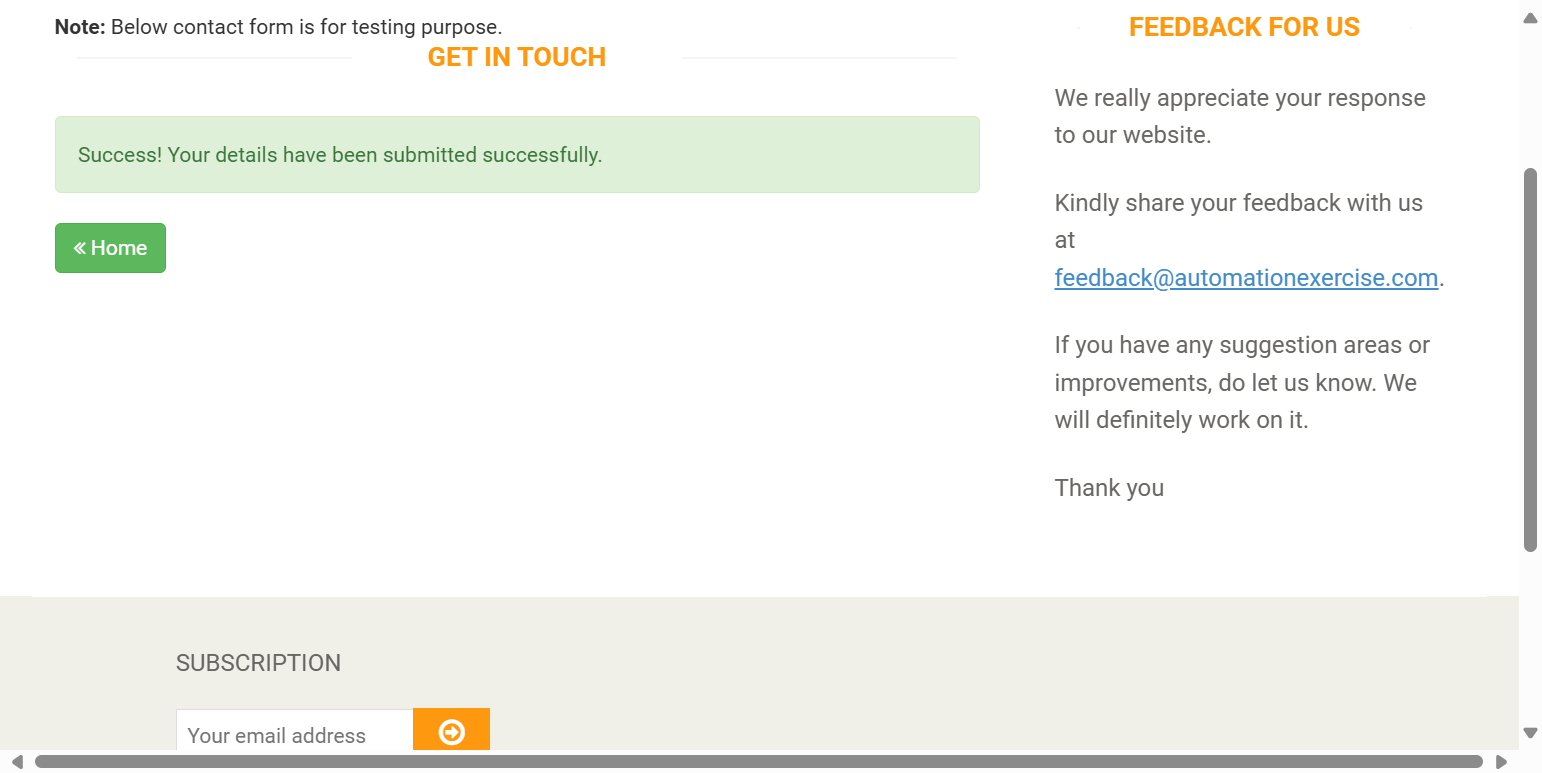 Note: Below contact form is for testing purpose.
GET IN TOUCH
Success! Your details have been submitted successfully.
« Home
FEEDBACK FOR US
We really appreciate your response
to our website.
Kindly share your feedback with us
at
feedback@automationexercise.com.
If you have any suggestion areas or
improvements, do let us know. We
will definitely work on it.
Thank you
SUBSCRIPTION
Your email address